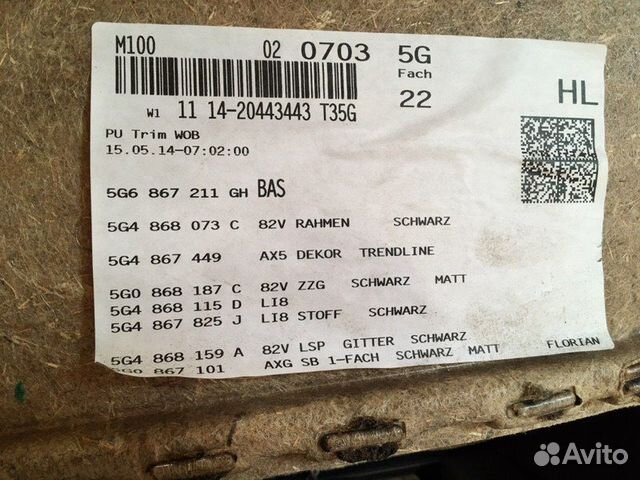 M100 02 0703 5G
Fach
22 HL
W1 11 14-20443443 T35G
PU Trim WOB
15.05.14-07:02:00
5G6 867 211 GH BAS
5G4 868 073 C 82V RAHMEN SCHWARZ
5G4 867 449 AX5 DEKOR TRENDLINE
5G0 868 187 C 82V ZZG SCHWARZ MATT
5G4 868 115 D LI8
5G4 867 825 J LI8 STOFF SCHWARZ
5G4 868 159 A 82V LSP GITTER SCHWARZ
5G0 867 101 AXG SB 1-FACH SCHWARZ MATT FLORIAN
Avito